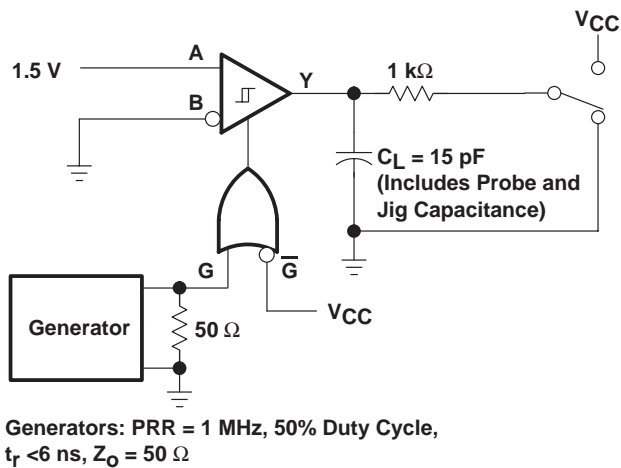 VCC
A
1.5 V
Y
1 kΩ
B
CL = 15 pF
(Includes Probe and
Jig Capacitance)
G
G
Generator
50 Ω
VCC
Generators: PRR = 1 MHz, 50% Duty Cycle,
tr <6 ns, Zo = 50 Ω